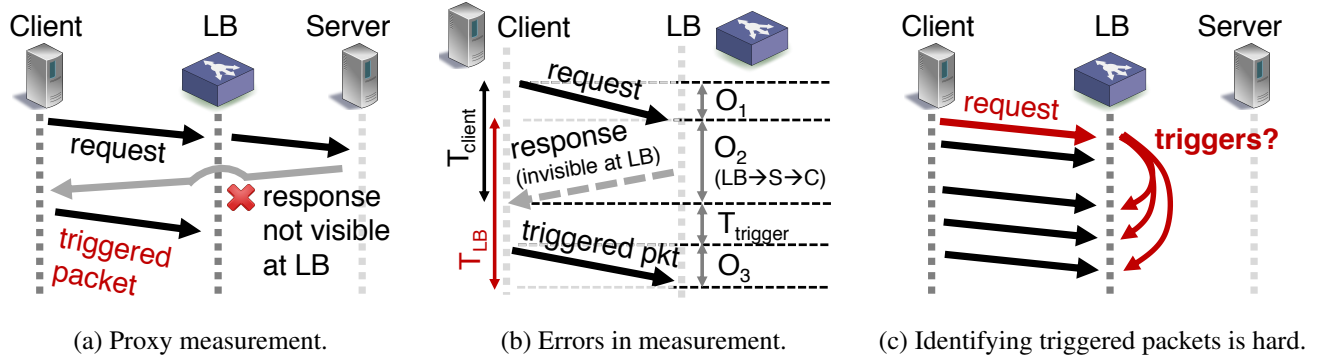 Client
LB
Server
request
response
not visible
at LB
triggered
packet
(a) Proxy measurement.
Client
LB
request
O1
Tclient
response
(invisible at LB)
O2
(LB→S→C)
Ttrigger
TLB
triggered pkt
O3
(b) Errors in measurement.
Client
LB
Server
request
triggers?
(c) Identifying triggered packets is hard.